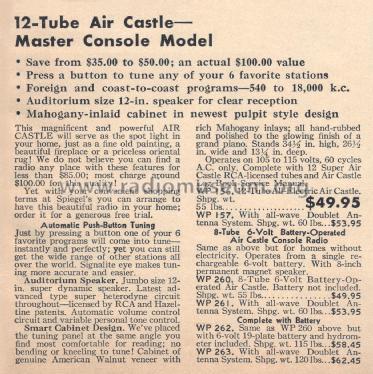 12-Tube Air Castle—
Master Console Model
• Save from $35.00 to $50.00; an actual $100.00 value
• Press a button to tune any of your 6 favorite stations
• Foreign and coast-to-coast programs—540 to 18,000 k.c.
• Auditorium size 12-in. speaker for clear reception
• Mahogany-inlaid cabinet in newest pulpit style design
This magnificent and powerful AIR
CASTLE will serve as the spot light in
your home, just as a fine old painting, a
beautiful fireplace or a priceless oriental
rug! We do not believe you can find a
radio any place with these features for
less than $85.00; most charge around
$100.00 for
Yet with your convenient shopping
terms at Spiegel's you can arrange to
have this beautiful radio in your home;
order it for a generous free trial.
Automatic Push-Button Tuning
Just by pressing a button one of your 6
favorite programs will come into tune—
instantly and perfectly; yet you can still
get the wide range of other stations all
over the world. Signalite eye makes tun-
ing more accurate and easier.
Auditorium Speaker. Jumbo size 12-
in. super dynamic speaker. Latest ad-
vanced type super heterodyne circuit
throughout—licensed by RCA and Hazel-
tine patents. Automatic volume control
circuit and variable personal tone control.
Smart Cabinet Design. We've placed
the tuning panel at the same angle you
find most comfortable for reading; no
bending or kneeling to tune! Cabinet of
genuine American Walnut veneer with
rich Mahogany inlays; all hand-rubbed
and polished to the glowing finish of a
grand piano. Stands 34½ in. high, 26½
in. wide and 13¼ in. deep.
Operates on 105 to 115 volts, 60 cycles
AC. only. Complete with 12 Super Air
Castle RCA-licensed tubes and Air Castle
Electric Air Castle,
Shpg. wt.
55 lbs. $49.95
WP 157, With all-wave Doublet An-
tenna System. Shpg. wt. 60 lbs. $53.95
8-Tube 6-Volt Battery-Operated
Air Castle Console Radio
Same as above but for homes without
electricity. Operates from a single re-
chargeable 6-volt battery. With 8-inch
permanent magnet speaker.
WP 260, 8-Tube 6-Volt Battery-Op-
erated Air Castle. Battery not included.
Shpg. wt. 55 lbs. $49.95
WP 261, With all-wave Doublet An-
tenna System. Shpg. wt. 60 lbs. $53.95
Complete with Battery
WP 262, Same as WP 260 above but
with 6-volt 19-plate battery and hydrom-
eter included. Shpg. wt. 115 lbs. $58.45
WP 263, With all-wave Doublet An-
tenna System. Shpg. wt. 120 lbs. $62.45
www.radiomuseum.org